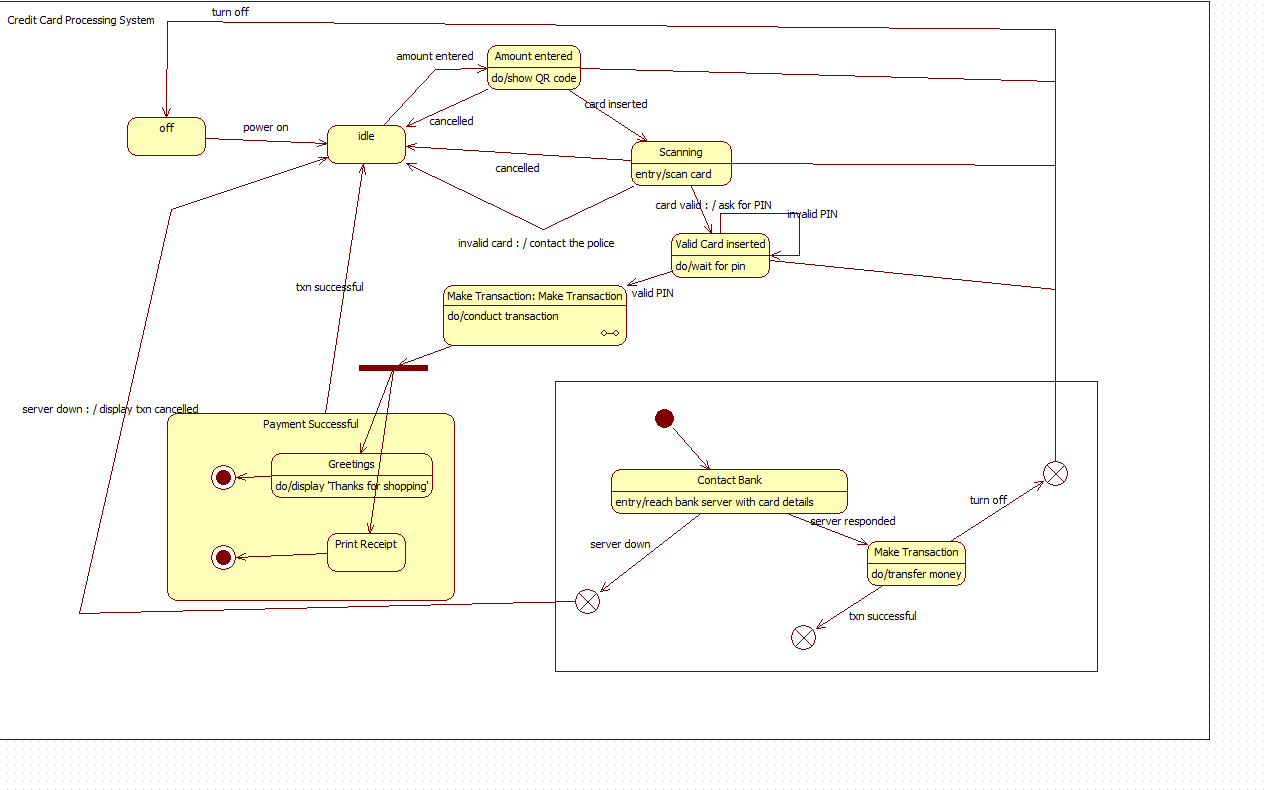 turn off
Credit Card Processing System
amount entered
Amount entered
do/show QR code
card inserted
cancelled
off
power on
idle
Scanning
entry/scan card
cancelled
card valid : / ask for PIN
invalid PIN
invalid card : / contact the police
Valid Card inserted
do/wait for pin
valid PIN
txn successful
Make Transaction: Make Transaction
do/conduct transaction
server down : / display txn cancelled
Payment Successful
Greetings
do/display 'Thanks for shopping'
Print Receipt
Contact Bank
entry/reach bank server with card details
turn off
server responded
server down
Make Transaction
do/transfer money
txn successful